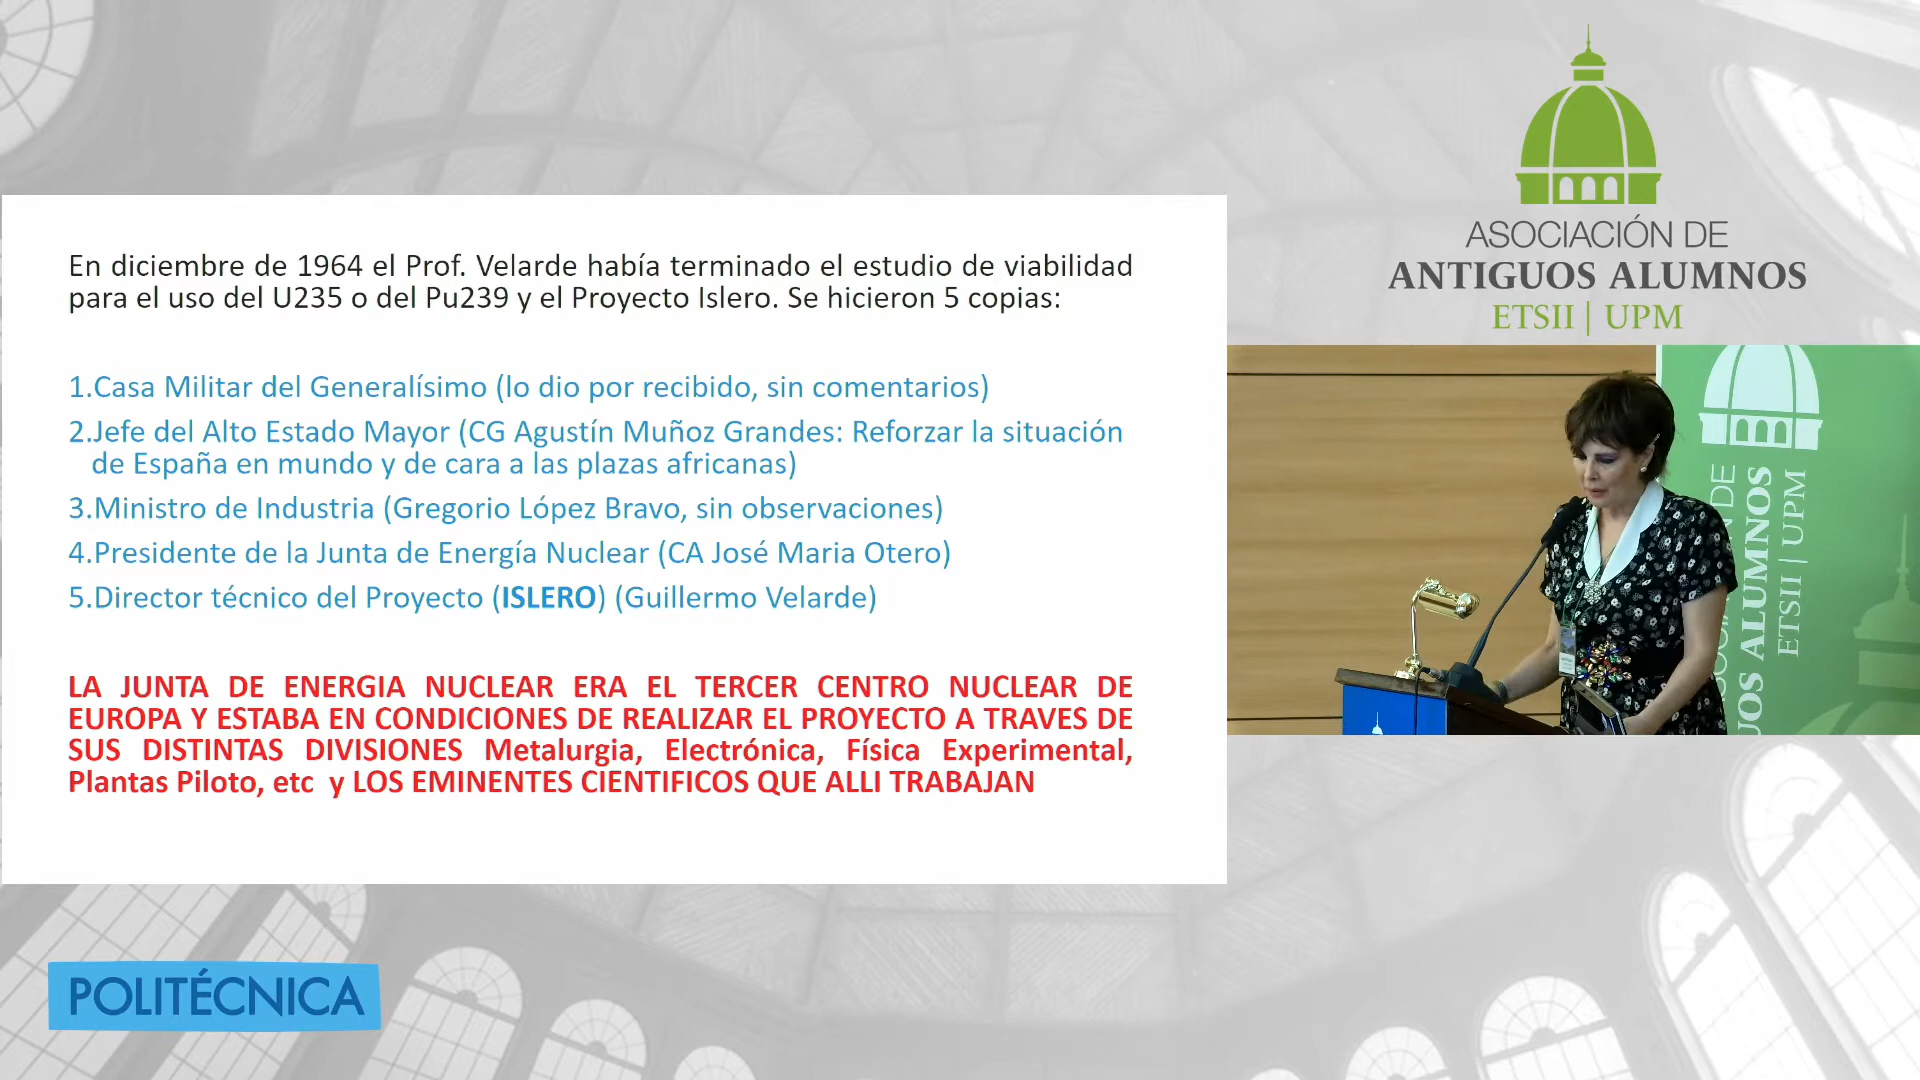 En diciembre de 1964 el Prof. Velarde había terminado el estudio de viabilidad
para el uso del U235 o del Pu239 y el Proyecto Islero. Se hicieron 5 copias:
1.Casa Militar del Generalísimo (lo dio por recibido, sin comentarios)
2.Jefe del Alto Estado Mayor (CG Agustín Muñoz Grandes: Reforzar la situación
de España en mundo y de cara a las plazas africanas)
3.Ministro de Industria (Gregorio López Bravo, sin observaciones)
4.Presidente de la Junta de Energía Nuclear (CA José Maria Otero)
5.Director técnico del Proyecto (ISLERO) (Guillermo Velarde)
LA JUNTA DE ENERGIA NUCLEAR ERA EL TERCER CENTRO NUCLEAR DE
EUROPA Y ESTABA EN CONDICIONES DE REALIZAR EL PROYECTO A TRAVES DE
SUS DISTINTAS DIVISIONES Metalurgia, Electrónica, Física Experimental,
Plantas Piloto, etc y LOS EMINENTES CIENTIFICOS QUE ALLI TRABAJAN
ASOCIACIÓN DE
ANTIGUOS ALUMNOS
ETSII | UPM
DE
UOS ALUMNOS
ETSII | UPM
POLITÉCNICA